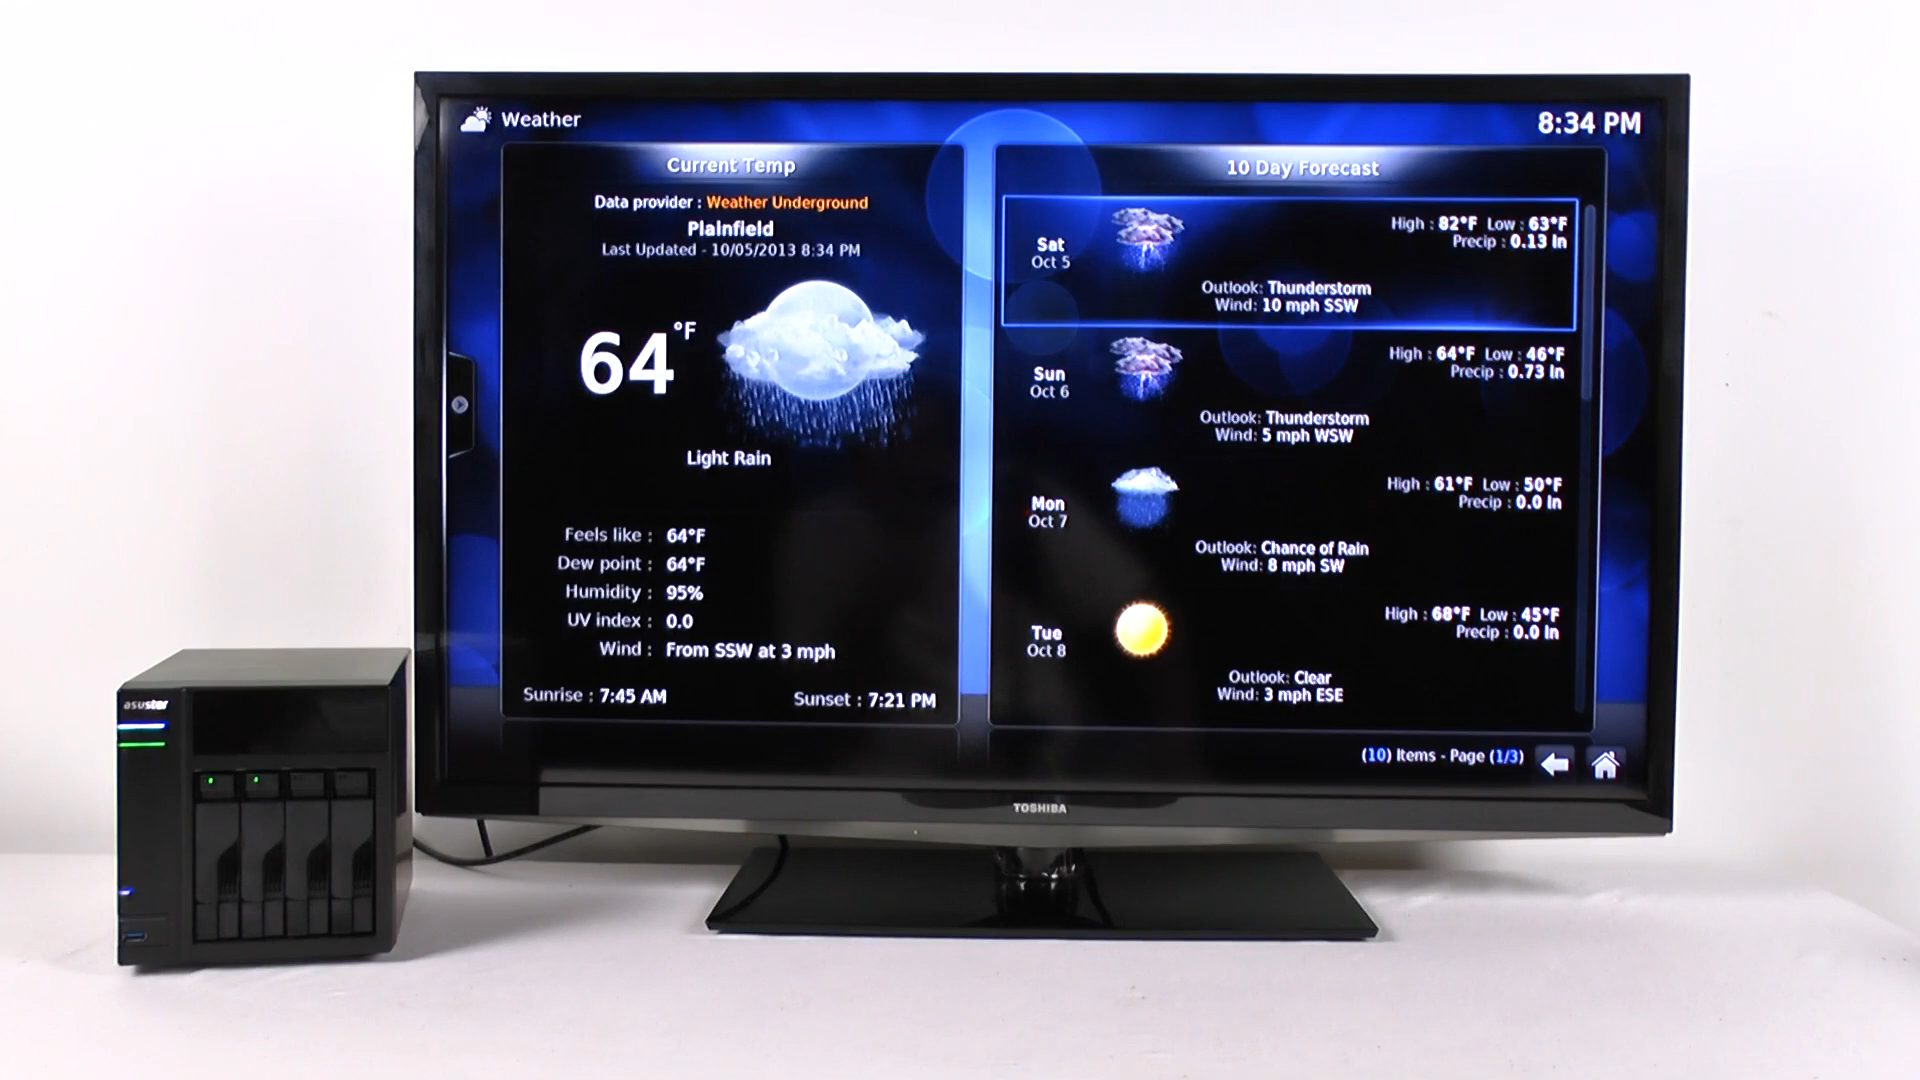 Weather
8:34 PM
Current Temp
Data provider : Weather Underground
Plainfield
Last Updated - 10/05/2013 8:34 PM
64 °F
Light Rain
Feels like : 64°F
Dew point : 64°F
Humidity : 95%
UV index : 0.0
Wind : From SSW at 3 mph
Sunrise : 7:45 AM
Sunset : 7:21 PM
10 Day Forecast
Sat
Oct 5
High : 82°F Low : 63°F
Precip : 0.13 In
Outlook: Thunderstorm
Wind: 10 mph SSW
Sun
Oct 6
High : 64°F Low : 46°F
Precip : 0.73 In
Outlook: Thunderstorm
Wind: 5 mph WSW
Mon
Oct 7
High : 61°F Low : 50°F
Precip : 0.0 In
Outlook: Chance of Rain
Wind: 8 mph SW
Tue
Oct 8
High : 68°F Low : 45°F
Precip : 0.0 In
Outlook: Clear
Wind: 3 mph ESE
(10) Items - Page (1/3)
TOSHIBA
asustor